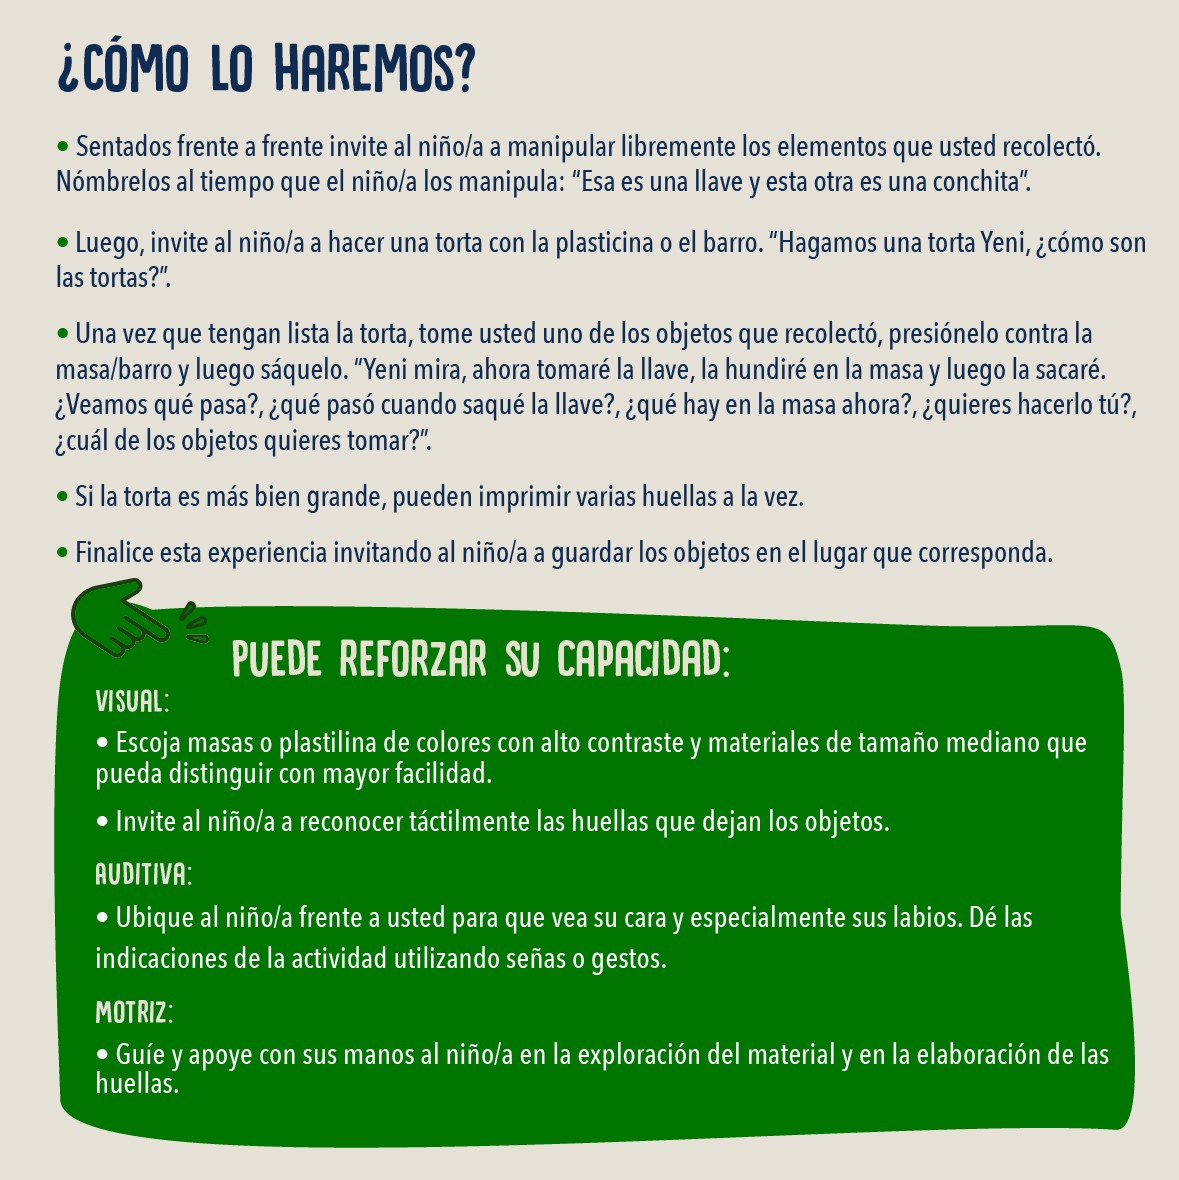 ¿CÓMO LO HAREMOS?
• Sentados frente a frente invite al niño/a a manipular libremente los elementos que usted recolectó.
Nómbrelos al tiempo que el niño/a los manipula: “Esa es una llave y esta otra es una conchita”.
• Luego, invite al niño/a a hacer una torta con la plasticina o el barro. “Hagamos una torta Yeni, ¿cómo son
las tortas?”.
• Una vez que tengan lista la torta, tome usted uno de los objetos que recolectó, presiónelo contra la
masa/barro y luego sáquelo. “Yeni mira, ahora tomaré la llave, la hundiré en la masa y luego la sacaré.
¿Veamos qué pasa?, ¿qué pasó cuando saqué la llave?, ¿qué hay en la masa ahora?, ¿quieres hacerlo tú?,
¿cuál de los objetos quieres tomar?”.
• Si la torta es más bien grande, pueden imprimir varias huellas a la vez.
• Finalice esta experiencia invitando al niño/a a guardar los objetos en el lugar que corresponda.
PUEDE REFORZAR SU CAPACIDAD:
VISUAL:
• Escoja masas o plastilina de colores con alto contraste y materiales de tamaño mediano que
pueda distinguir con mayor facilidad.
• Invite al niño/a a reconocer táctilmente las huellas que dejan los objetos.
AUDITIVA:
• Ubique al niño/a frente a usted para que vea su cara y especialmente sus labios. Dé las
indicaciones de la actividad utilizando señas o gestos.
MOTRIZ:
• Guíe y apoye con sus manos al niño/a en la exploración del material y en la elaboración de las
huellas.